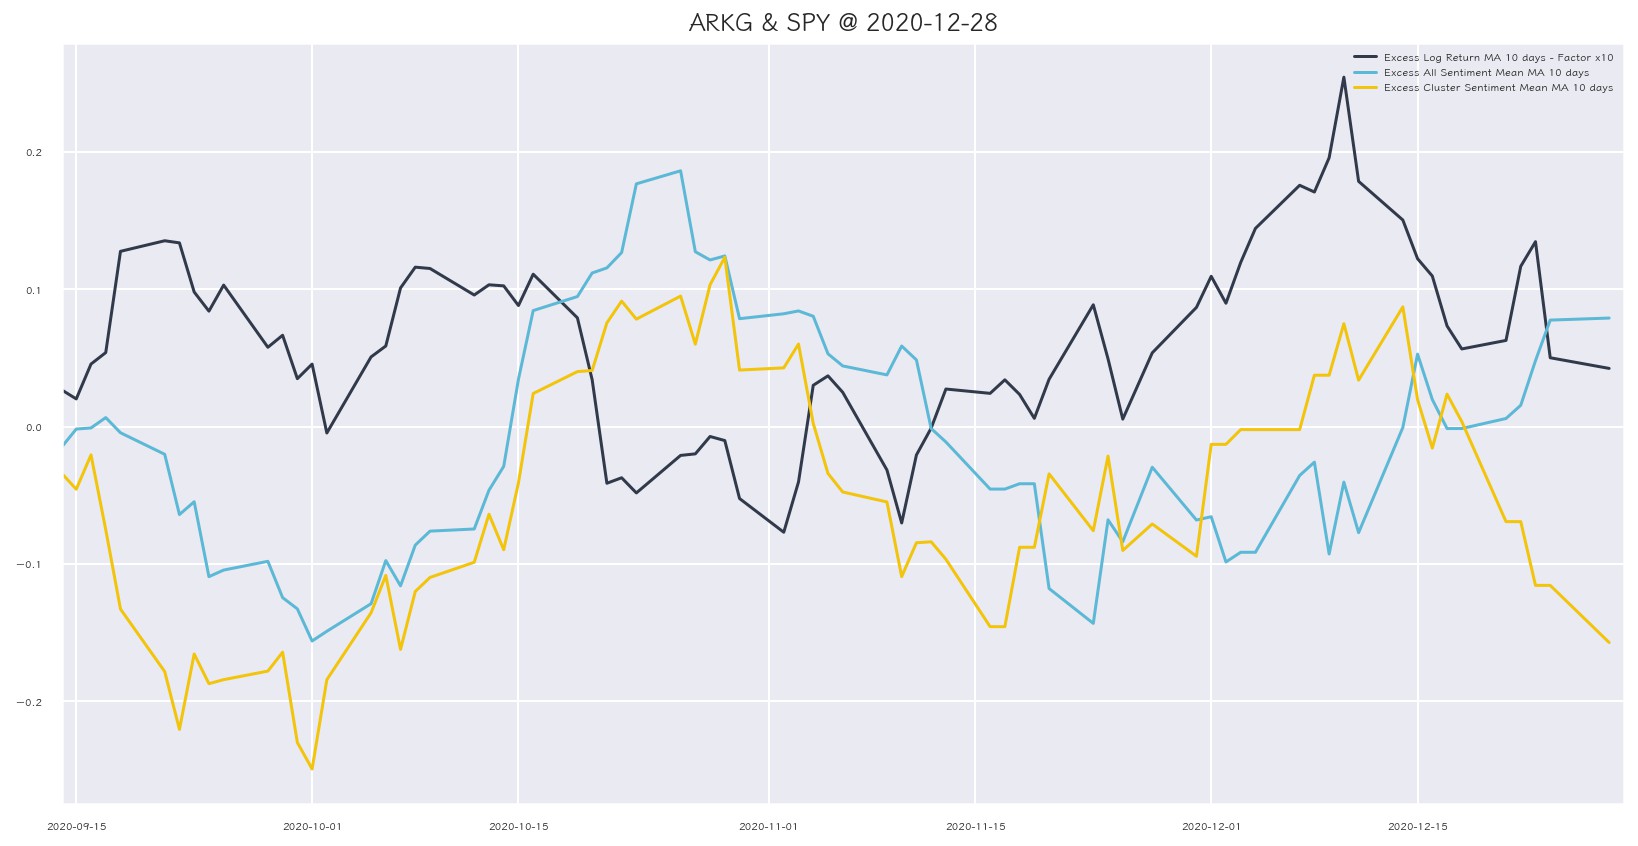 ARKG & SPY @ 2020-12-28
Excess Log Return MA 10 days - Factor x10
Excess All Sentiment Mean MA 10 days
Excess Cluster Sentiment Mean MA 10 days
0.2
0.1
0.0
−0.1
−0.2
2020-09-15 2020-10-01 2020-10-15 2020-11-01 2020-11-15 2020-12-01 2020-12-15